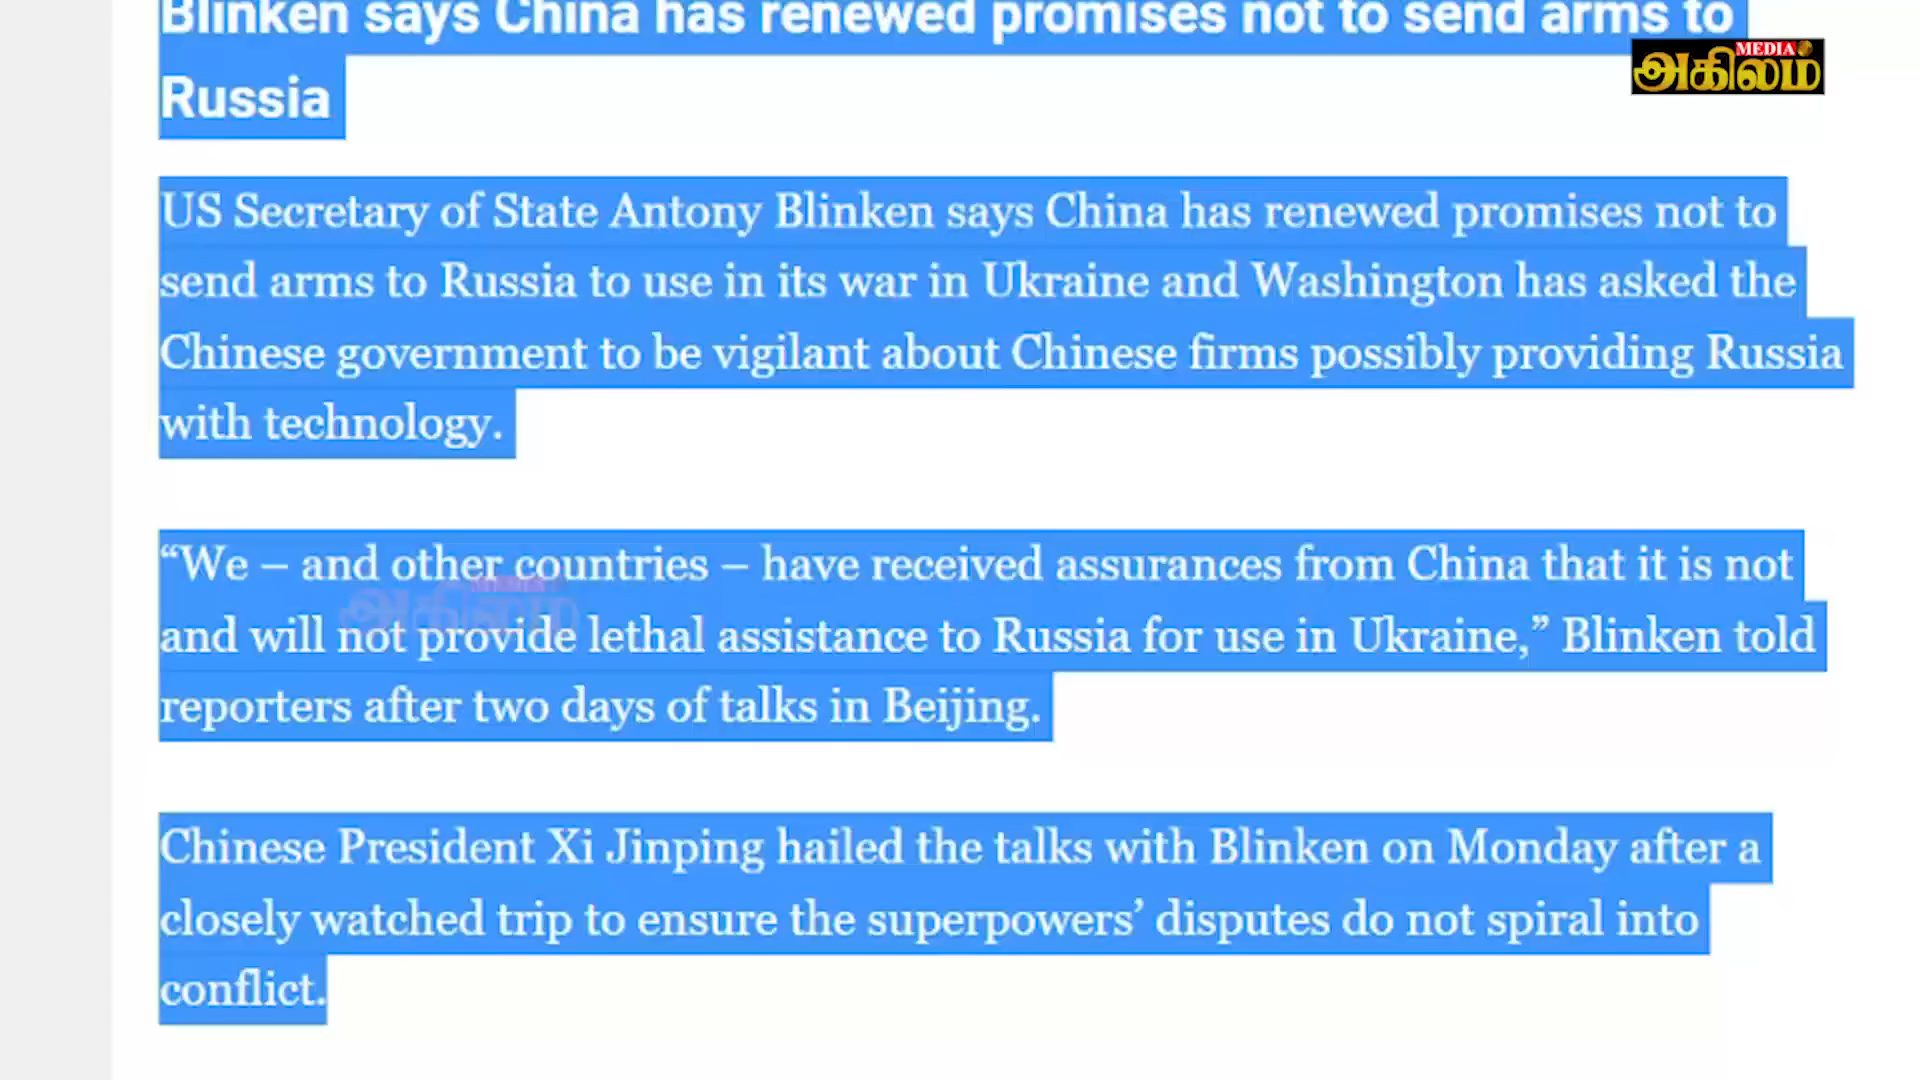 Blinken says China has renewed promises not to send arms to
Russia
MEDIA
அகிலம்
US Secretary of State Antony Blinken says China has renewed promises not to
send arms to Russia to use in its war in Ukraine and Washington has asked the
Chinese government to be vigilant about Chinese firms possibly providing Russia
with technology.
“We – and other countries – have received assurances from China that it is not
and will not provide lethal assistance to Russia for use in Ukraine,” Blinken told
reporters after two days of talks in Beijing.
MEDIA
அகிலம்
Chinese President Xi Jinping hailed the talks with Blinken on Monday after a
closely watched trip to ensure the superpowers’ disputes do not spiral into
conflict.